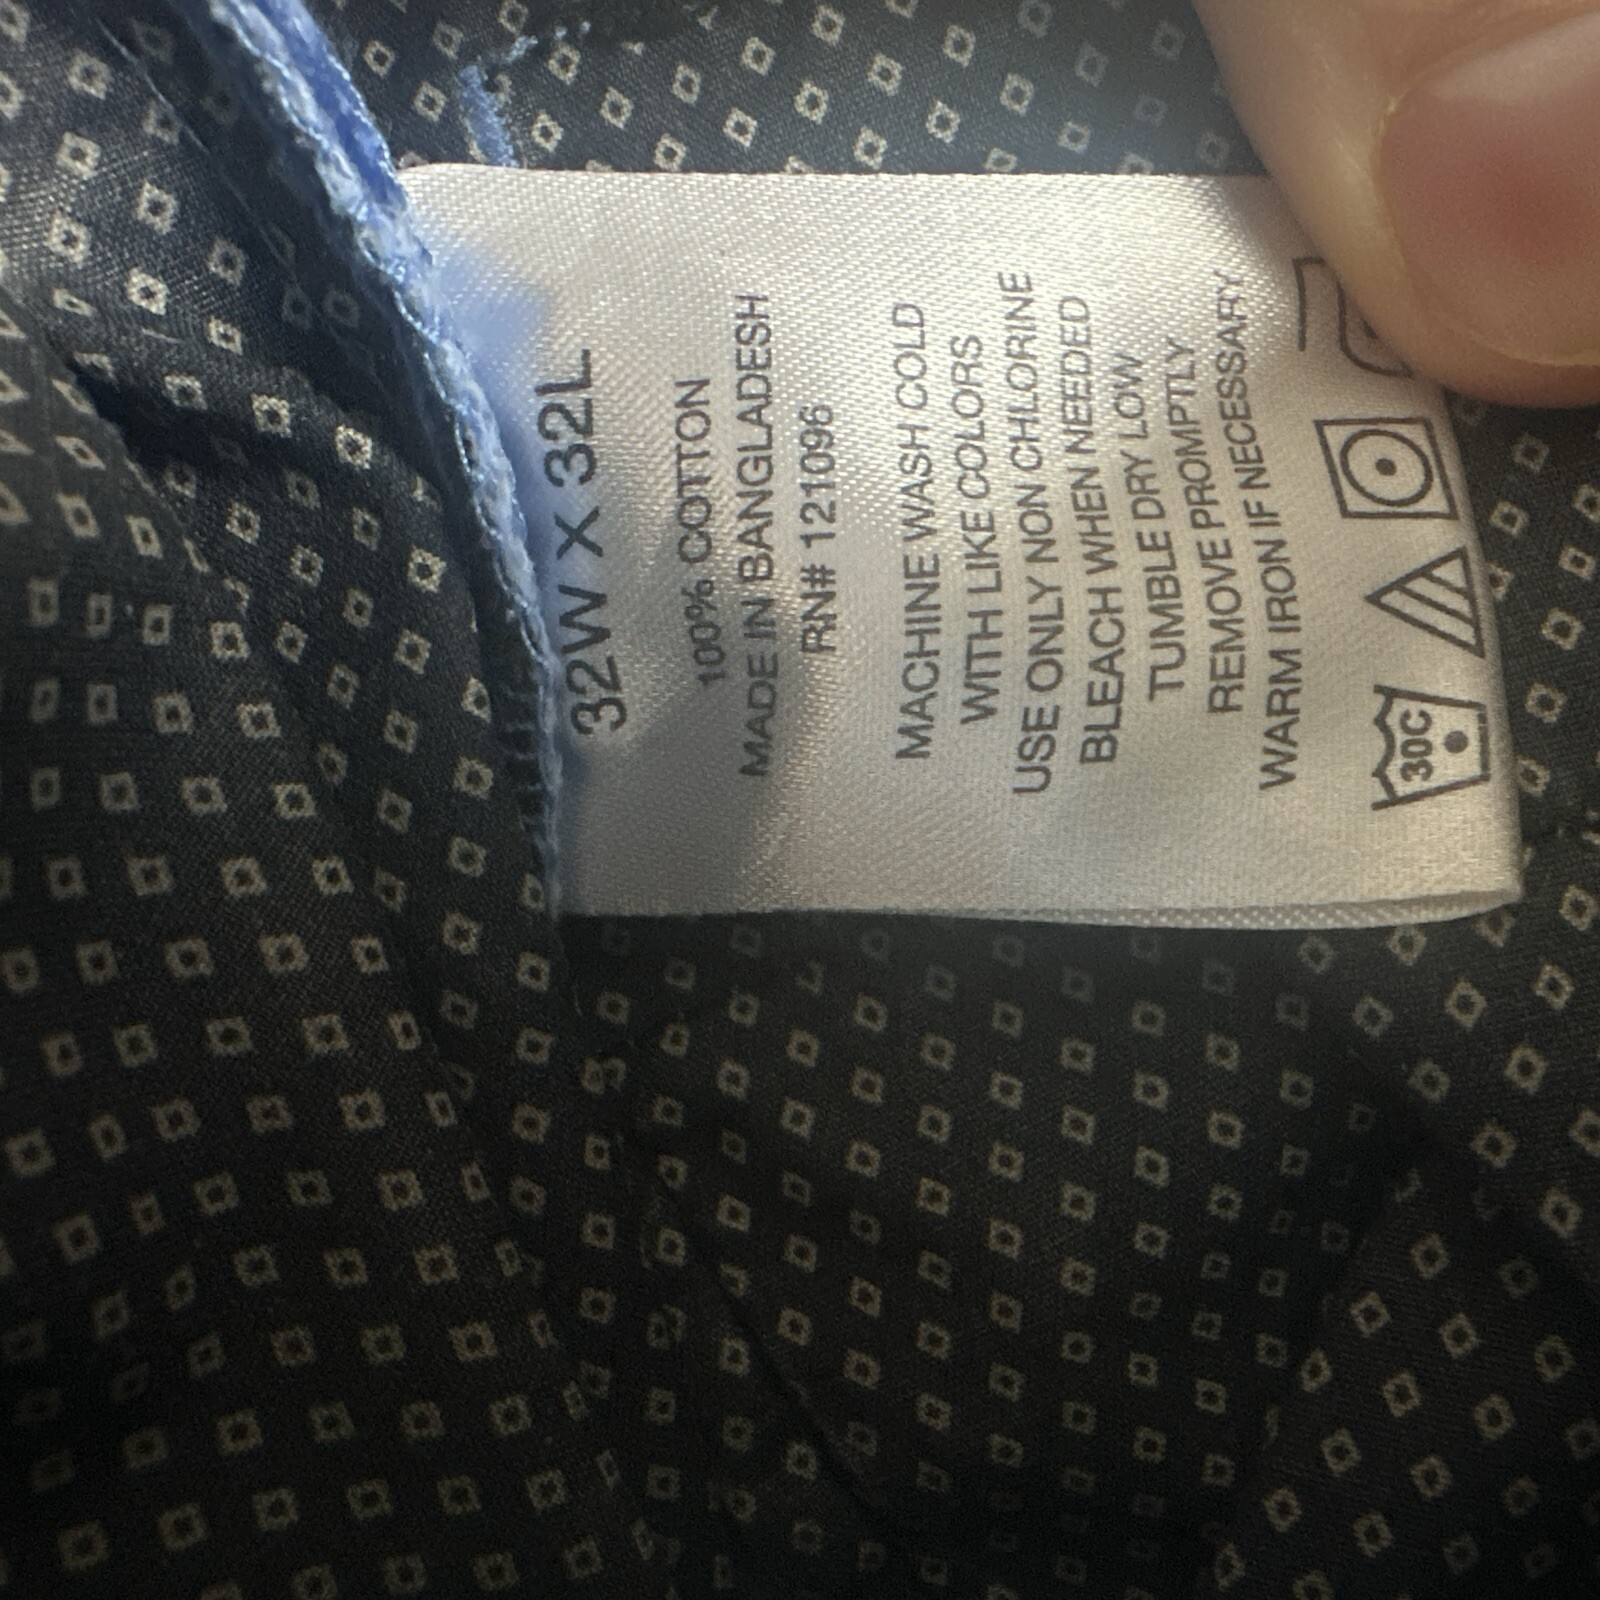 32W X 32L
100% COTTON
MADE IN BANGLADESH
RN# 121096
MACHINE WASH COLD
WITH LIKE COLORS
USE ONLY NON CHLORINE
BLEACH WHEN NEEDED
TUMBLE DRY LOW
REMOVE PROMPTLY
WARM IRON IF NECESSARY
30C